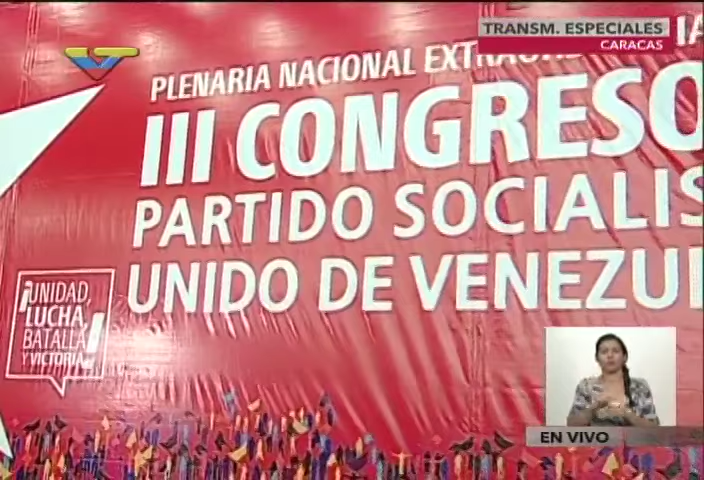 TRANSM. ESPECIALES
CARACAS
PLENARIA NACIONAL
III CONGRESO
PARTIDO SOCIALIS
UNIDO DE VENEZU
¡UNIDAD,
LUCHA,
BATALLA
Y VICTORIA!
EN VIVO